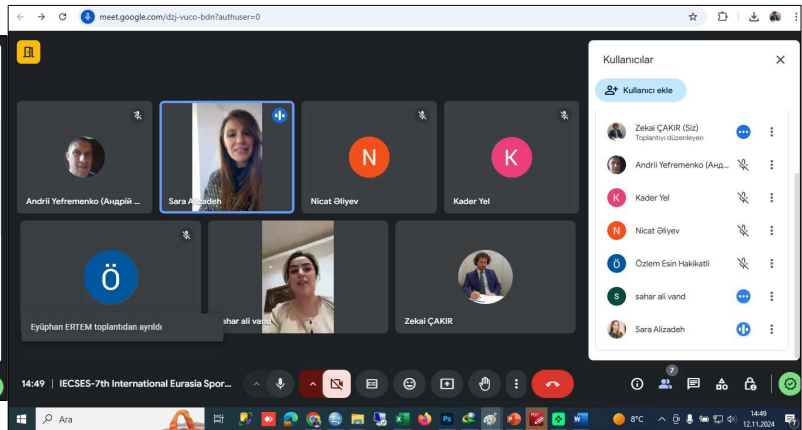 meet.google.com/dzj-vuco-bdn?authuser=0
Kullanıcılar
Kullanıcı ekle
Zekai ÇAKIR (Siz)
Toplantıyı düzenleyen
Andrii Yefremenko (Анд...
K
Kader Yel
N
Nicat Əliyev
Ö
Özlem Esin Hakikatli
s
sahar ali vand
Sara Alizadeh
Andrii Yefremenko (Андрій ...
Sara Alizadeh
N
Nicat Əliyev
K
Kader Yel
Ö
Eyüphan ERTEM toplantıdan ayrıldı
ahar ali vand
Zekai ÇAKIR
14:49 | IECSES-7th International Eurasia Spor...
7
Ara
8°C
14:49
12.11.2024